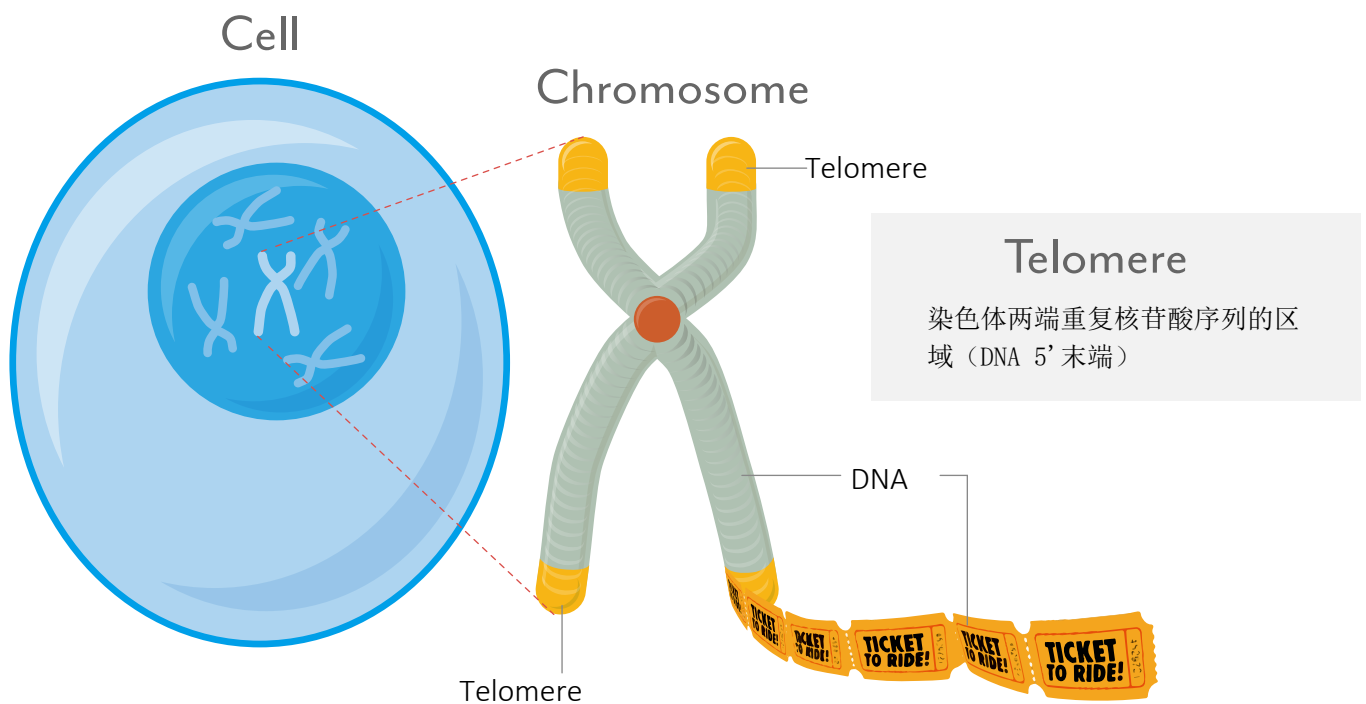 Cell
Chromosome
Telomere
Telomere
染色体两端重复核苷酸序列的区
域（DNA 5'末端）
DNA
TICKET
TO RIDE!
TICKET
TO RIDE!
TICKET
TO RIDE!
TICKET
TO RIDE!
TICKET
TO RIDE!
Telomere